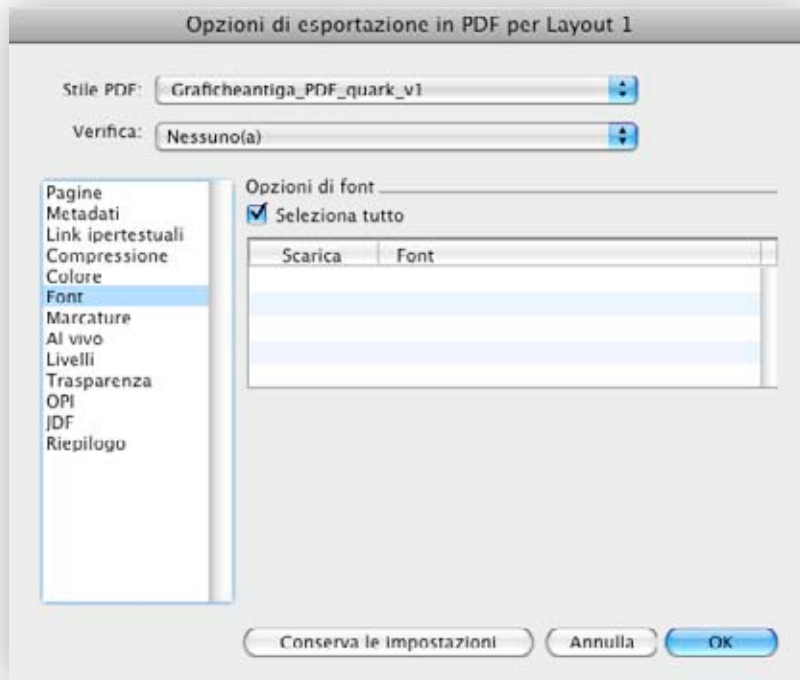 Opzioni di esportazione in PDF per Layout 1
Stile PDF: Graficheantiga_PDF_quark_v1
Verifica: Nessuno(a)
Pagine
Metadati
Link ipertestuali
Compressione
Colore
Font
Marcature
Al vivo
Livelli
Trasparenza
OPI
JDF
Riepilogo
Opzioni di font
Seleziona tutto
Scarica Font
Conserva le impostazioni Annulla OK